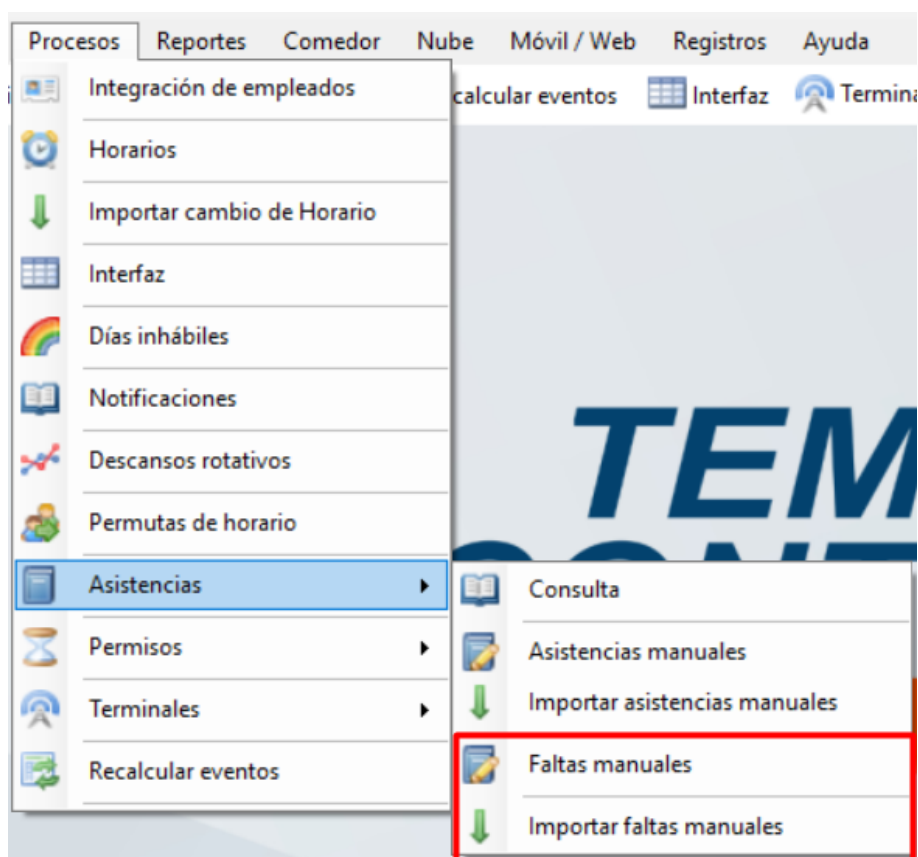 Procesos Reportes Comedor Nube Móvil / Web Registros Ayuda
Integración de empleados
calcular eventos Interfaz Termina
Horarios
Importar cambio de Horario
Interfaz
Días inhábiles
Notificaciones
Descansos rotativos
TEM
Permutas de horario
Asistencias
Consulta
Permisos
Asistencias manuales
Terminales
Importar asistencias manuales
Recalcular eventos
Faltas manuales
Importar faltas manuales